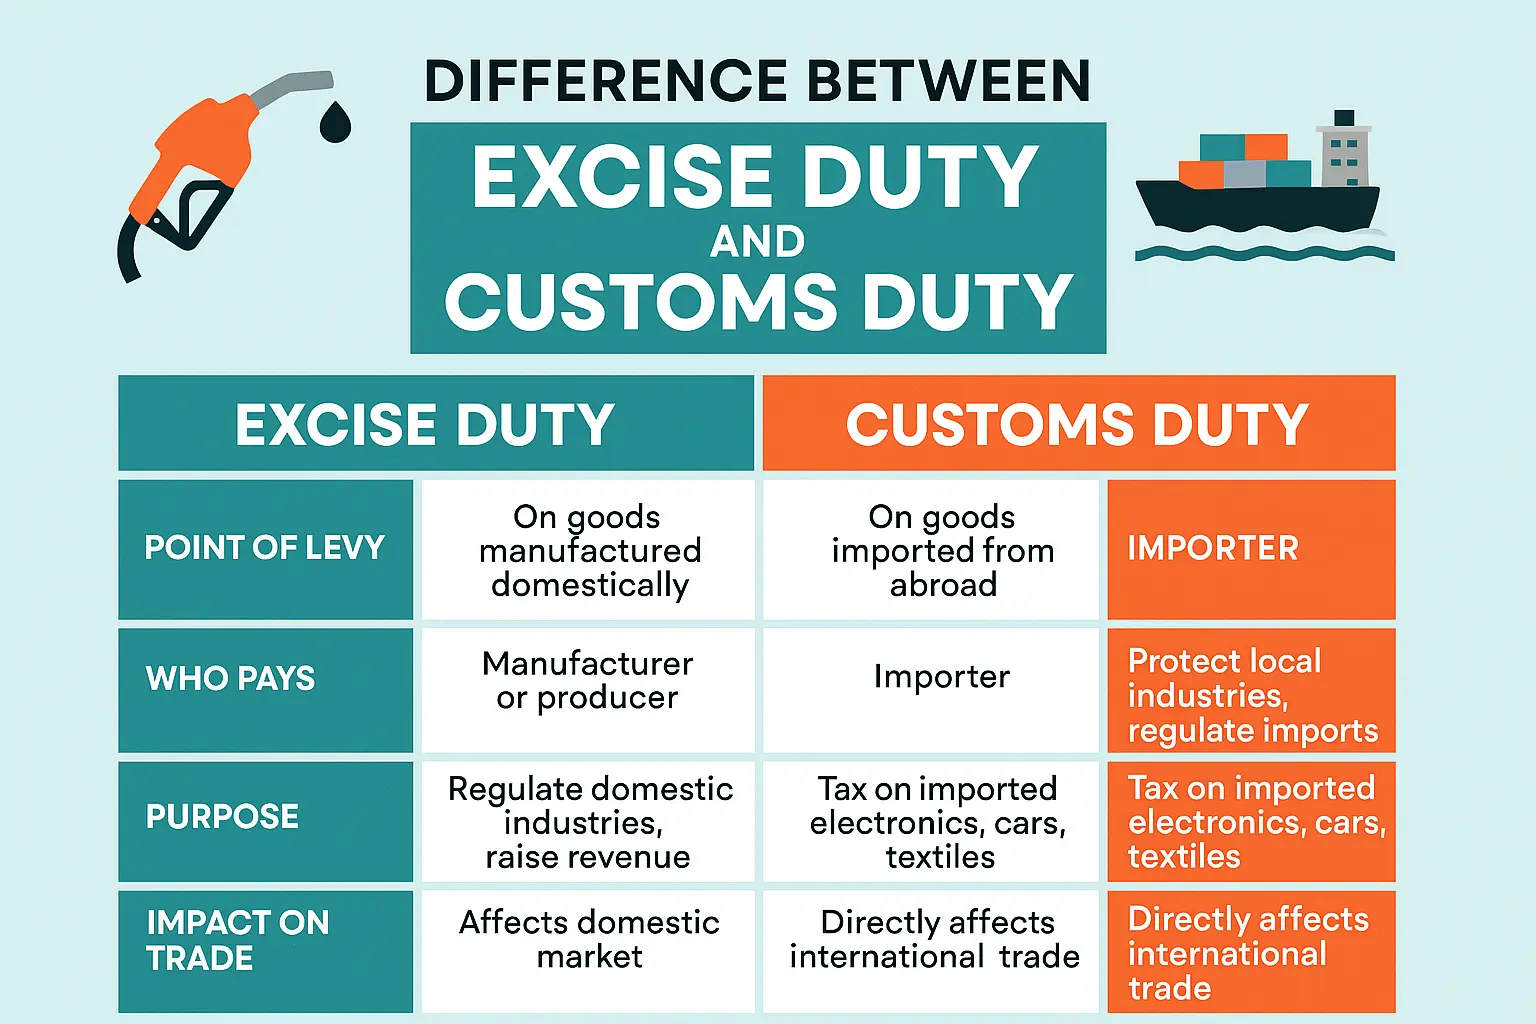 DIFFERENCE BETWEEN
EXCISE DUTY
AND
CUSTOMS DUTY
EXCISE DUTY
CUSTOMS DUTY
POINT OF LEVY
On goods
manufactured
domestically
On goods
imported from
abroad
IMPORTER
WHO PAYS
Manufacturer
or producer
Importer
Protect local
industries,
regulate imports
PURPOSE
Regulate domestic
industries,
raise revenue
Tax on imported
electronics, cars,
textiles
Tax on imported
electronics, cars,
textiles
IMPACT ON
TRADE
Affects domestic
market
Directly affects
international trade
Directly affects
international
trade